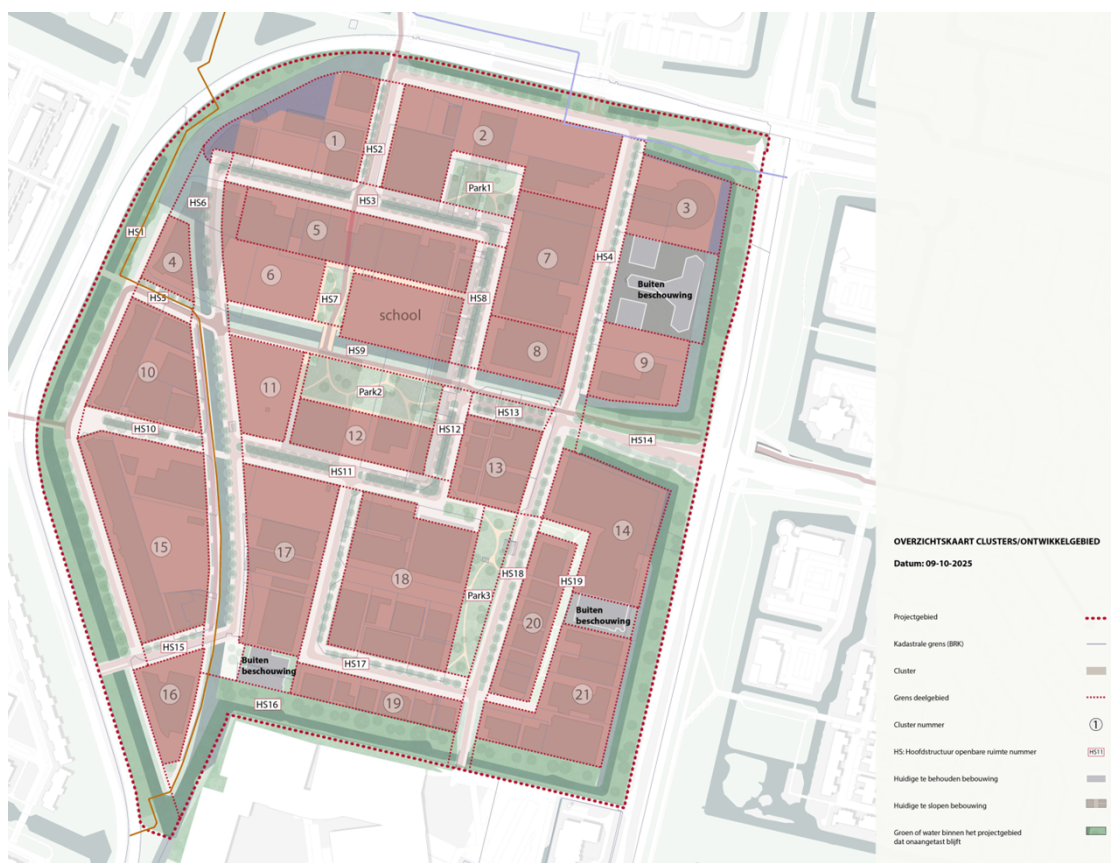 1
2
HS2
Park1
HS3
HS6
3
HS1
5
HS4
7
4
6
Buiten
beschouwing
HS5
HS7
HS8
school
HS9
8
9
10
11
Park2
HS13
HS10
12
HS12
HS14
HS11
13
14
15
17
18
HS18
HS19
Park3
Buiten
beschouwing
20
HS15
Buiten
beschouwing
HS17
16
HS16
19
21
OVERZICHTSKAART CLUSTERS/ONTWIKKELGEBIED
Datum: 09-10-2025
Projectgebied
Kadastrale grens (BRK)
Cluster
Grens deelgebied
Cluster nummer
1
HS: Hoofdstructuur openbare ruimte nummer
HS11
Huidige te behouden bebouwing
Huidige te slopen bebouwing
Groen of water binnen het projectgebied
dat onaangetast blijft